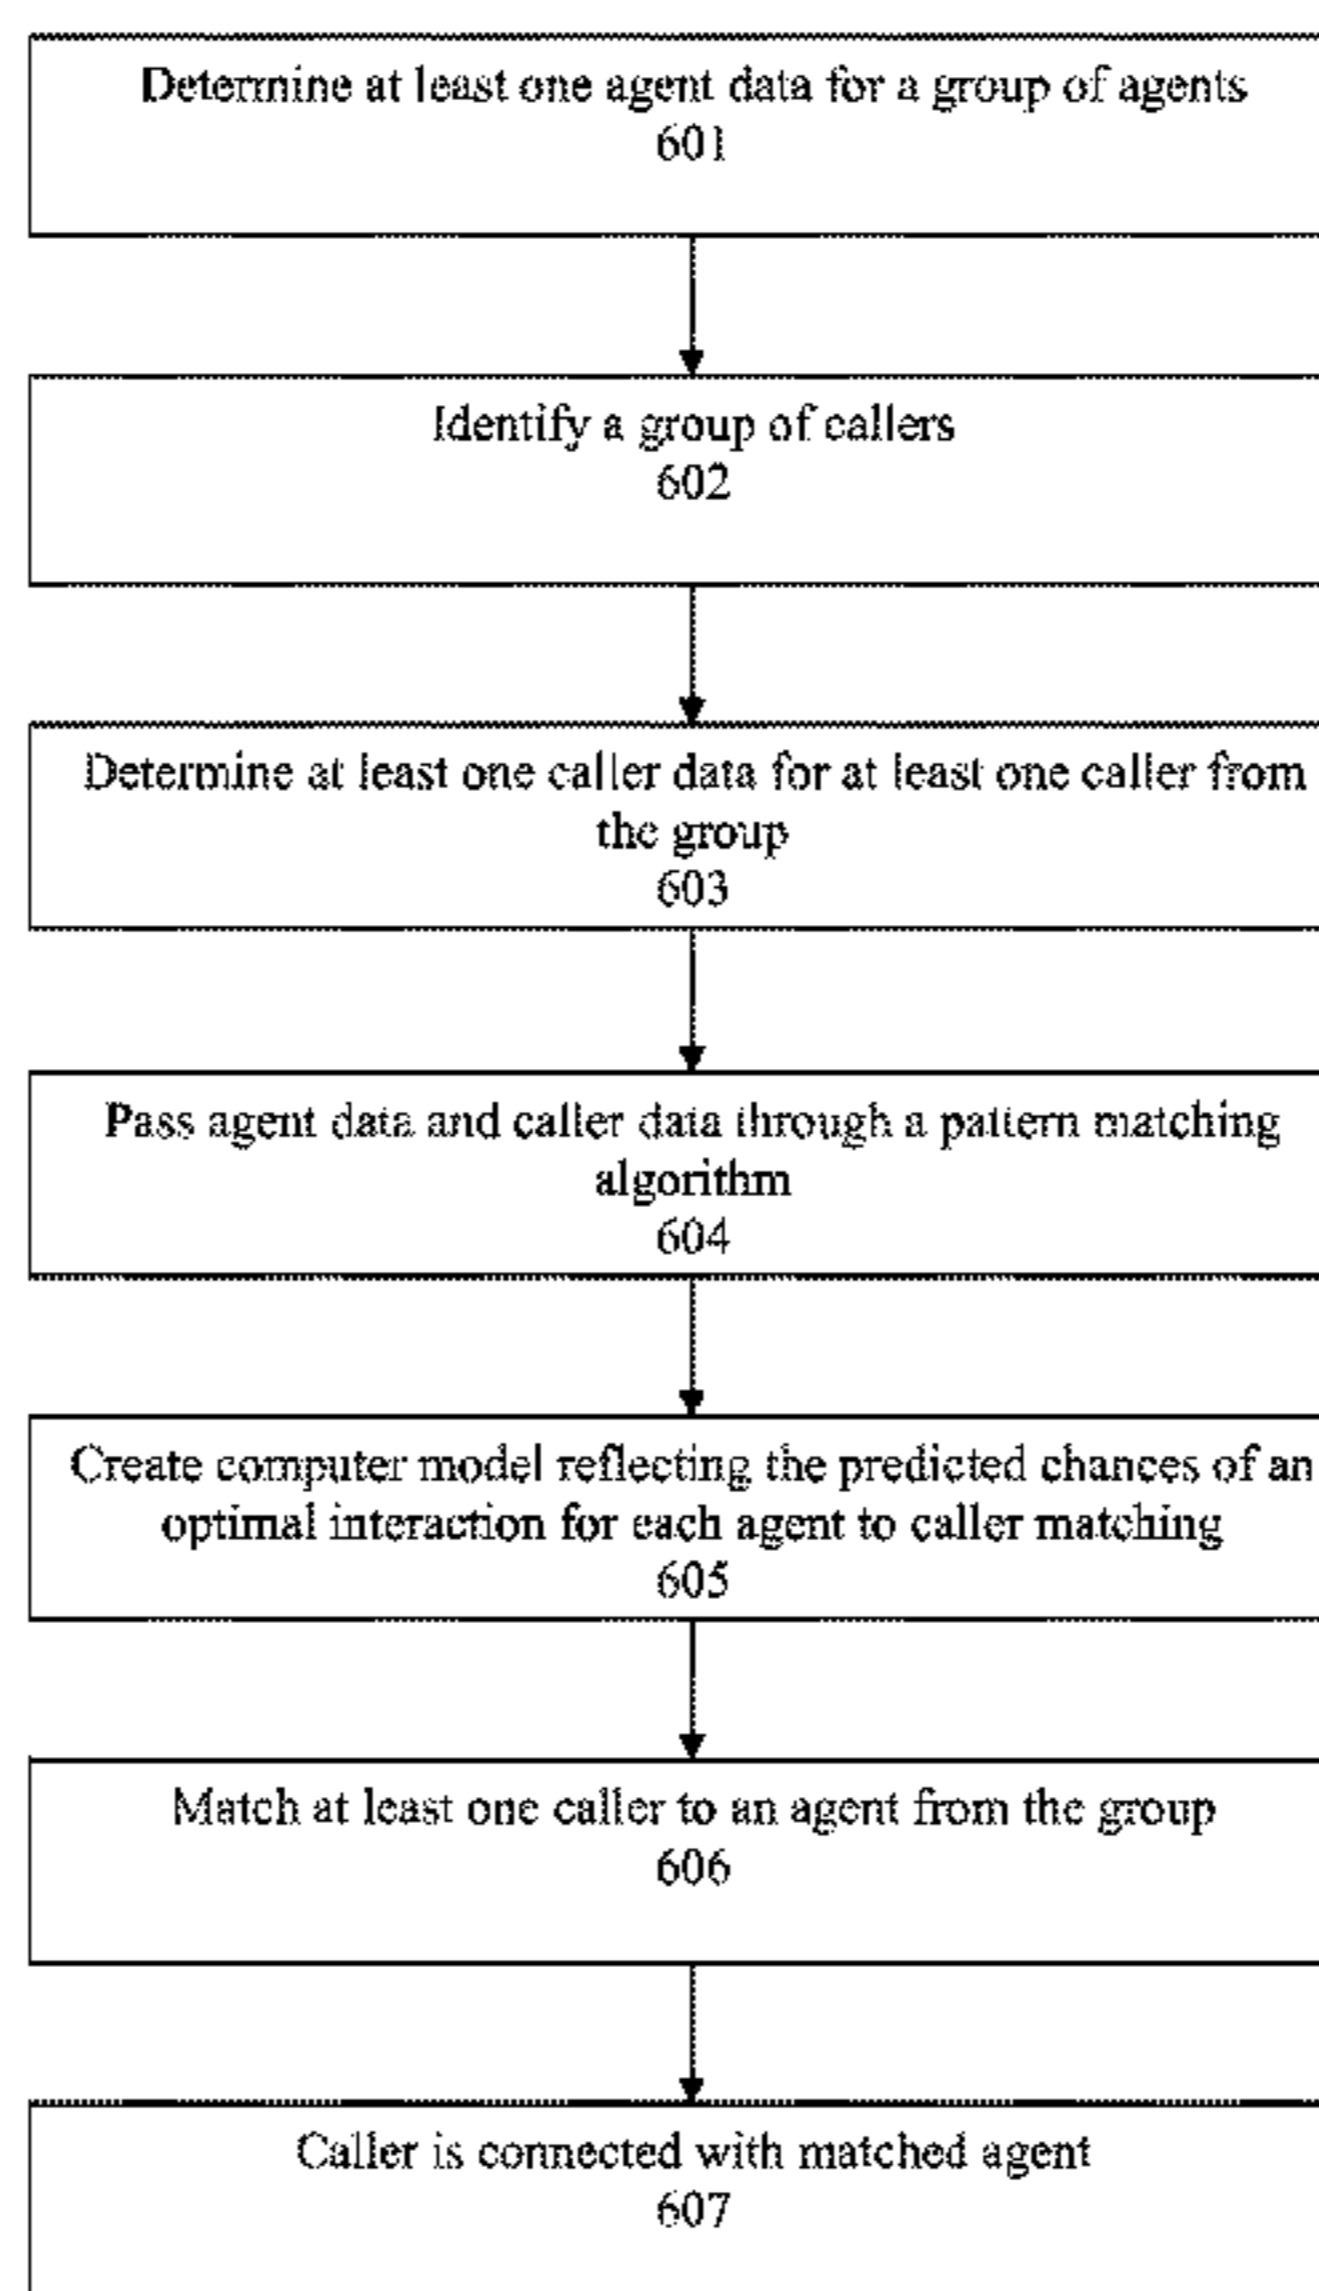 Determine at least one agent data for a group of agents
601
Identify a group of callers
602
Determine at least one caller data for at least one caller from
the group
603
Pass agent data and caller data through a pattern matching
algorithm
604
Create computer model reflecting the predicted chances of an
optimal interaction for each agent to caller matching
605
Match at least one caller to an agent from the group
606
Caller is connected with matched agent
607